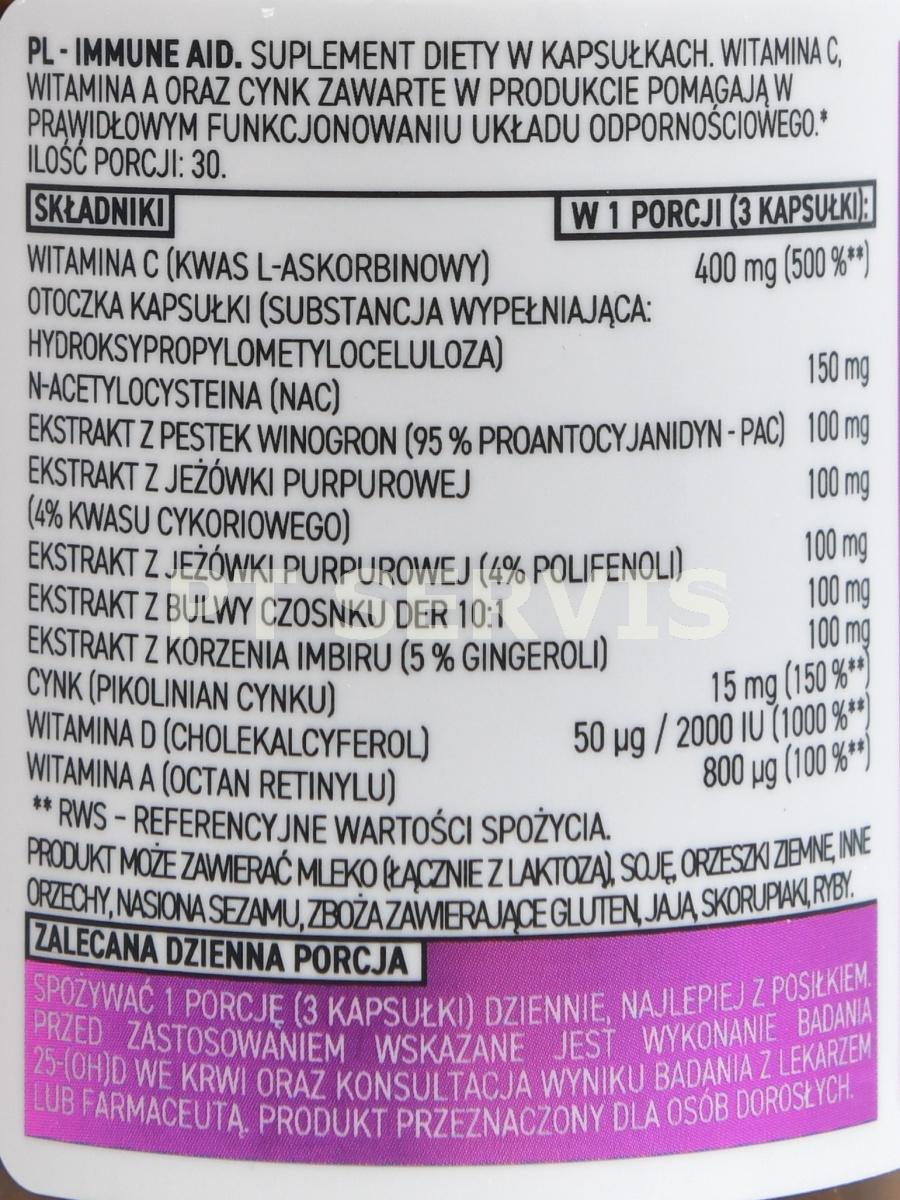 PL - IMMUNE AID. SUPLEMENT DIETY W KAPSUŁKACH. WITAMINA C,
WITAMINA A ORAZ CYNK ZAWARTE W PRODUKCIE POMAGAJĄ W
PRAWIDŁOWYM FUNKCJONOWANIU UKŁADU ODPORNOŚCIOWEGO.*
ILOŚĆ PORCJI: 30.
SKŁADNIKI W 1 PORCJI (3 KAPSUŁKI):
WITAMINA C (KWAS L-ASKORBINOWY) 400 mg (500 %**)
OTOCZKA KAPSUŁKI (SUBSTANCJA WYPEŁNIAJĄCA:
HYDROKSYPROPYLOMETYLOCELULOZA)
N-ACETYLOCYSTEINA (NAC) 150 mg
EKSTRAKT Z PESTEK WINOGRON (95 % PROANTOCYJANIDYN - PAC) 100 mg
EKSTRAKT Z JEŻÓWKI PURPUROWEJ 100 mg
(4% KWASU CYKORIOWEGO)
EKSTRAKT Z JEŻÓWKI PURPUROWEJ (4% POLIFENOLI) 100 mg
EKSTRAKT Z BULWY CZOSNKU DER 10:1 100 mg
EKSTRAKT Z KORZENIA IMBIRU (5 % GINGEROLI) 100 mg
CYNK (PIKOLINIAN CYNKU) 15 mg (150 %**)
WITAMINA D (CHOLEKALCYFEROL) 50 µg / 2000 IU (1000 %**)
WITAMINA A (OCTAN RETINYLU) 800 µg (100 %**)
** RWS - REFERENCYJNE WARTOŚCI SPOŻYCIA.
PRODUKT MOŻE ZAWIERAĆ MLEKO (ŁĄCZNIE Z LAKTOZĄ), SOJĘ, ORZESZKI ZIEMNE, INNE
ORZECHY, NASIONA SEZAMU, ZBOŻA ZAWIERAJĄCE GLUTEN, JAJA, SKORUPIAKI, RYBY.
ZALECANA DZIENNA PORCJA
SPOŻYWAĆ 1 PORCJĘ (3 KAPSUŁKI) DZIENNIE, NAJLEPIEJ Z POSIŁKIEM.
PRZED ZASTOSOWANIEM WSKAZANE JEST WYKONANIE BADANIA
25-(OH)D WE KRWI ORAZ KONSULTACJA WYNIKU BADANIA Z LEKARZEM
LUB FARMACEUTĄ. PRODUKT PRZEZNACZONY DLA OSÓB DOROSŁYCH.
PT SERVIS